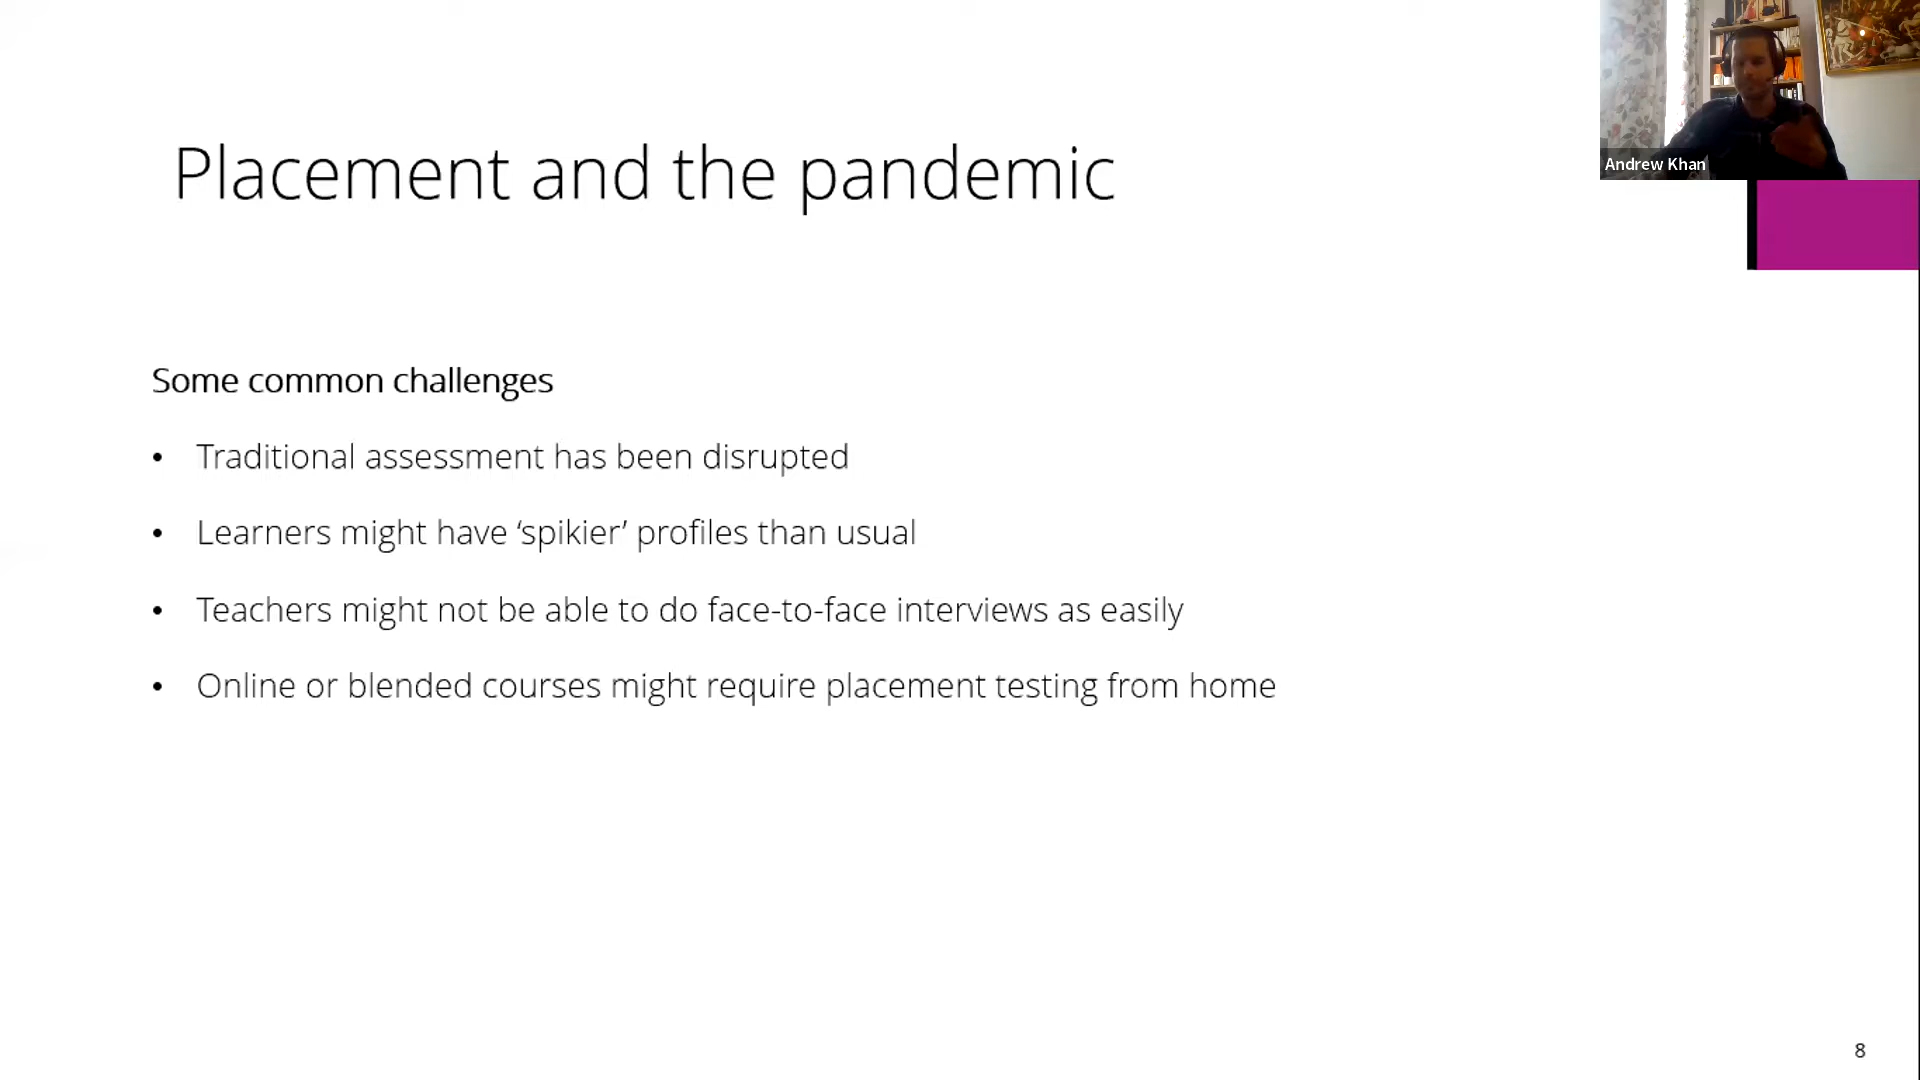 Andrew Khan
Placement and the pandemic
Some common challenges
• Traditional assessment has been disrupted
• Learners might have ‘spikier’ profiles than usual
• Teachers might not be able to do face-to-face interviews as easily
• Online or blended courses might require placement testing from home
8